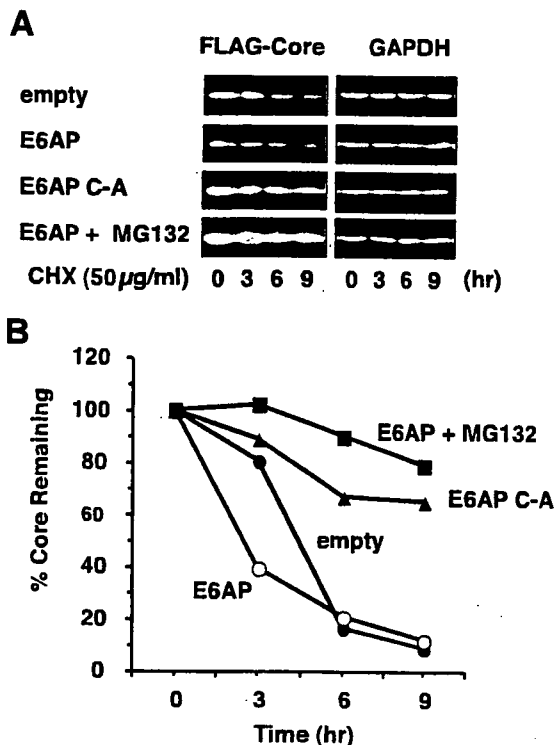 A
FLAG-Core GAPDH
empty
E6AP
E6AP C-A
E6AP + MG132
CHX (50µg/ml) 0 3 6 9 0 3 6 9 (hr)
B
120
100
80
60
40
20
0
% Core Remaining
E6AP + MG132
E6AP C-A
empty
E6AP
0 3 6 9
Time (hr)